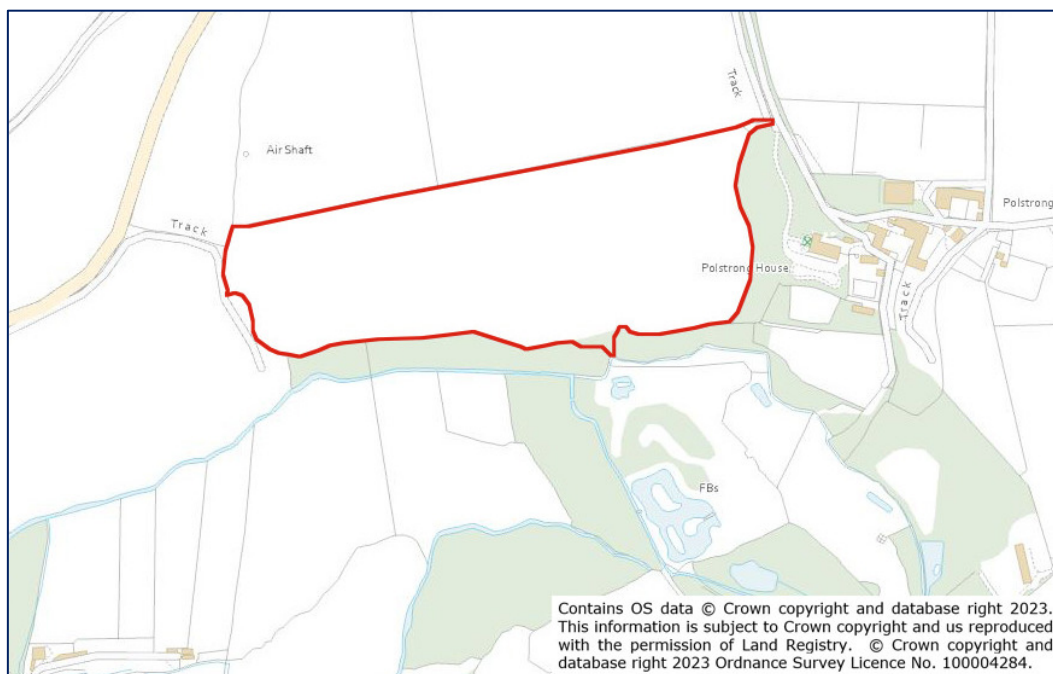 Track
Air Shaft
Track
Polstrong
Polstrong House
Track
FBs
Contains OS data © Crown copyright and database right 2023.
This information is subject to Crown copyright and us reproduced
with the permission of Land Registry. © Crown copyright and
database right 2023 Ordnance Survey Licence No. 100004284.